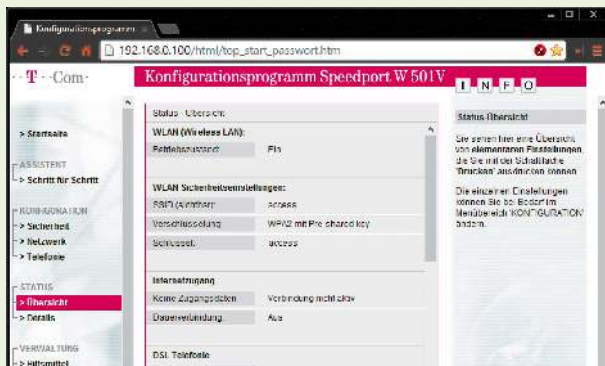 Konfigurationsprogramm
192.168.0.100/html/top_start_passwort.htm
T - -Com-
Konfigurationsprogramm Speedport W 501V
I N F O
> Startseite
ASSISTENT
> Schritt für Schritt
KONFIGURATION
> Sicherheit
> Netzwerk
> Telefonie
STATUS
> Übersicht
> Details
VERWALTUNG
> Hilfsmittel
Status - Übersicht
WLAN (Wireless LAN):
Betriebszustand: Ein
WLAN Sicherheitseinstellungen:
SSID (sichtbar): access
Verschlüsselung WPA2 mit Pre-shared key
Schlüssel: access
Internetzugang
Keine Zugangsdaten Verbindung nicht aktiv
Dauerverbindung: Aus
DSL Telefonie
Status-Übersicht
Sie sehen hier eine Übersicht
von elementaren Einstellungen,
die Sie mit der Schaltfläche
'Drucken' ausdrucken können.
Die einzelnen Einstellungen
können Sie bei Bedarf im
Menübereich 'KONFIGURATION'
ändern.